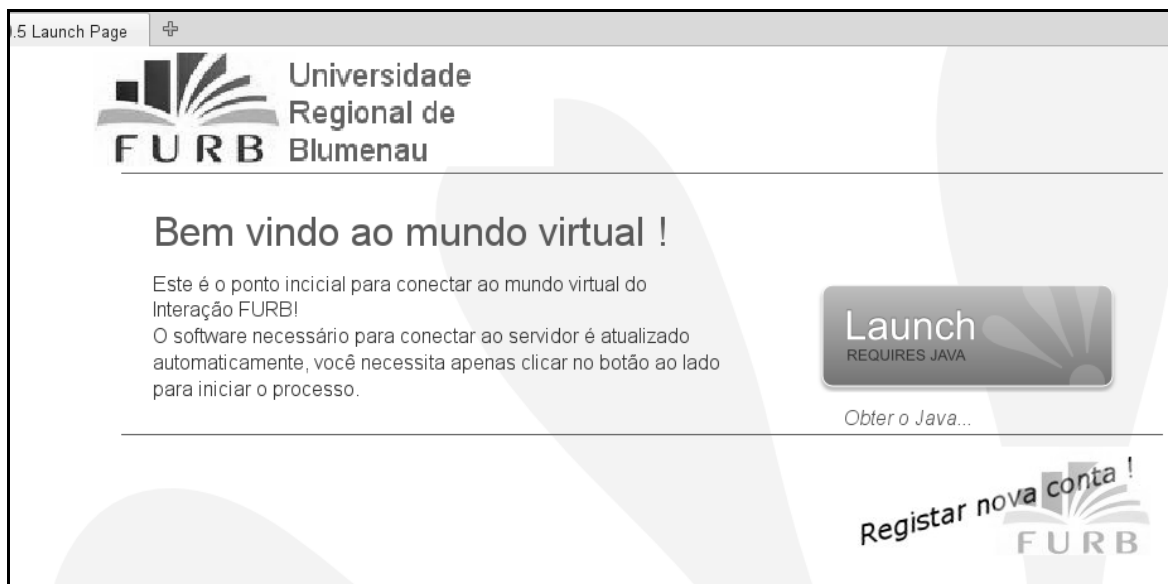 .5 Launch Page
FURB
Universidade
Regional de
Blumenau
Bem vindo ao mundo virtual !
Este é o ponto incicial para conectar ao mundo virtual do
Interação FURB!
O software necessário para conectar ao servidor é atualizado
automaticamente, você necessita apenas clicar no botão ao lado
para iniciar o processo.
Launch
REQUIRES JAVA
Obter o Java...
Registar nova conta !
FURB